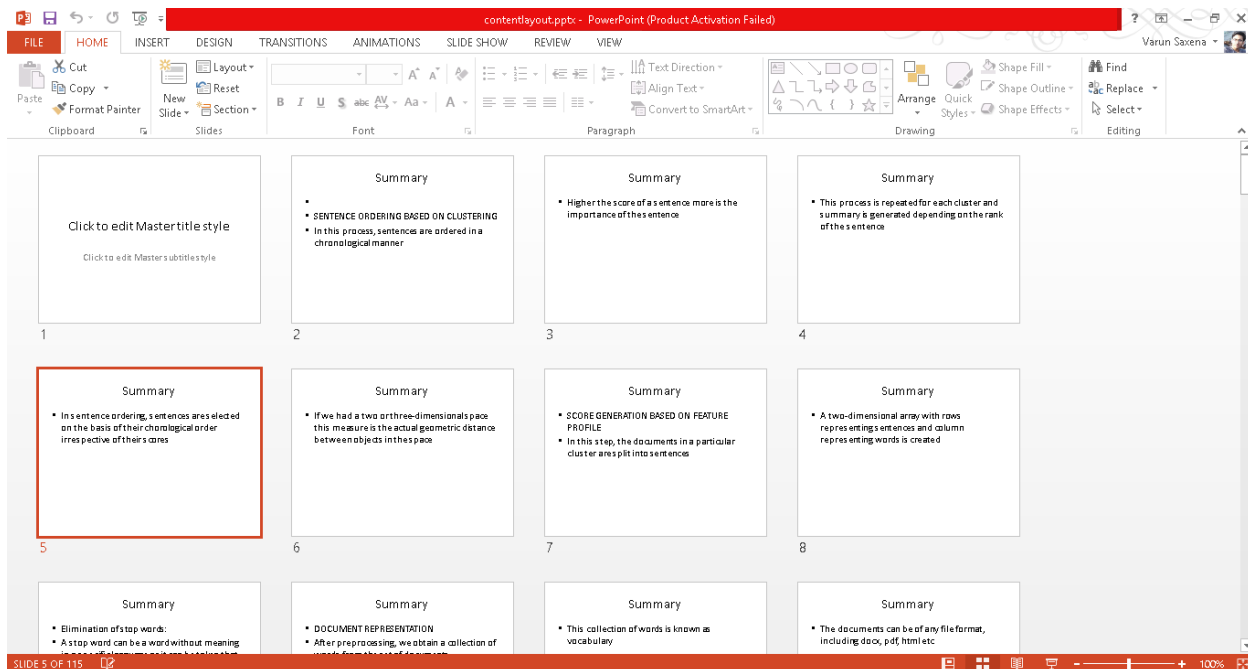 contentlayout.pptx - PowerPoint (Product Activation Failed)
?
FILE HOME INSERT DESIGN TRANSITIONS ANIMATIONS SLIDE SHOW REVIEW VIEW Varun Saxena
Paste
Cut
Copy
Format Painter
Clipboard
New Slide
Layout
Reset
Section
Slides
B I U S abc AV Aa A
Font
Text Direction
Align Text
Convert to SmartArt
Paragraph
Arrange
Quick Styles
Shape Fill
Shape Outline
Shape Effects
Drawing
Find
Replace
Select
Editing
Click to edit Master title style
Click to edit Master subtitle style
1
Summary
• 
• SENTENCE ORDERING BASED ON CLUSTERING
• In this process, sentences are ordered in a
chronological manner
2
Summary
• Higher the score of a sentence more is the
importance of the sentence
3
Summary
• This process is repeated for each cluster and
summary is generated depending on the rank
of the sentence
4
Summary
• In sentence ordering, sentences are selected
on the basis of their chorological order
irrespective of their scores
5
Summary
• If we had a two or three-dimensional space
this measure is the actual geometric distance
between objects in the space
6
Summary
• SCORE GENERATION BASED ON FEATURE
PROFILE
• In this step, the documents in a particular
cluster are split into sentences
7
Summary
• A two-dimensional array with rows
representing sentences and column
representing words is created
8
Summary
• Elimination of stop words:
• A stop word can be a word without meaning
Summary
• DOCUMENT REPRESENTATION
• After preprocessing, we obtain a collection of
Summary
• This collection of words is known as
vocabulary
Summary
• The documents can be of any file format,
including docx, pdf, html etc
SLIDE 5 OF 115
100%